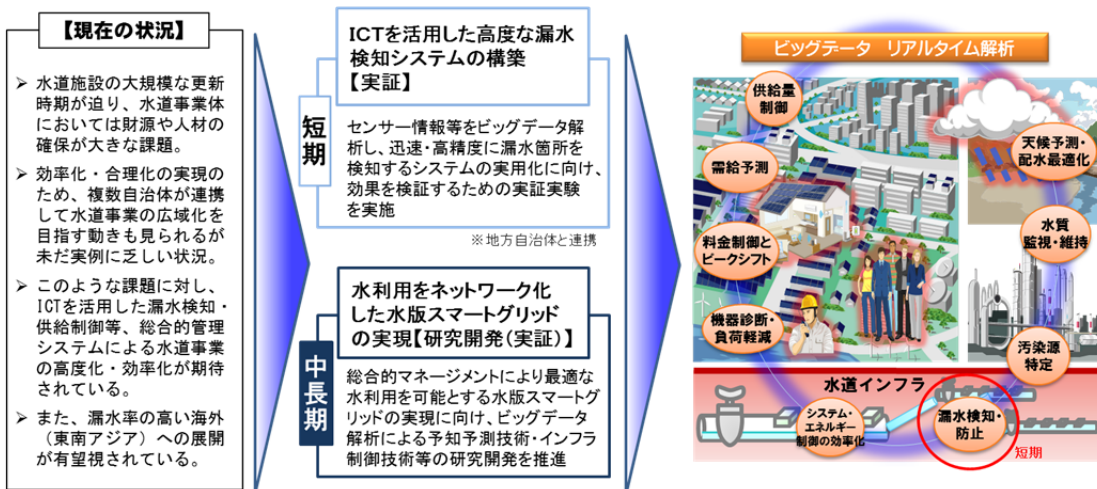 【現在の状況】
➢ 水道施設の大規模な更新
時期が迫り、水道事業体
においては財源や人材の
確保が大きな課題。
➢ 効率化・合理化の実現の
ため、複数自治体が連携
して水道事業の広域化を
目指す動きも見られるが
未だ実例に乏しい状況。
➢ このような課題に対し、
ICTを活用した漏水検知・
供給制御等、総合的管理
システムによる水道事業
の高度化・効率化が期待
されている。
➢ また、漏水率の高い海外
（東南アジア）への展開
が有望視されている。
短期
ICTを活用した高度な漏水
検知システムの構築
【実証】
センサー情報等をビッグデータ解
析し、迅速・高精度に漏水箇所を
検知するシステムの実用化に向け、
効果を検証するための実証実験
を実施
※地方自治体と連携
中長期
水利用をネットワーク化
した水版スマートグリッド
の実現【研究開発（実証）】
総合的マネージメントにより最適な
水利用を可能とする水版スマートグ
リッドの実現に向け、ビッグデータ
解析による予知予測技術・インフラ
制御技術等の研究開発を推進
ビッグデータ リアルタイム解析
供給量
制御
需給予測
料金制御と
ピークシフト
機器診断・
負荷軽減
天候予測・
配水最適化
水質
監視・維持
汚染源
特定
水道インフラ
システム・
エネルギー
制御の効率化
漏水検知・
防止
短期